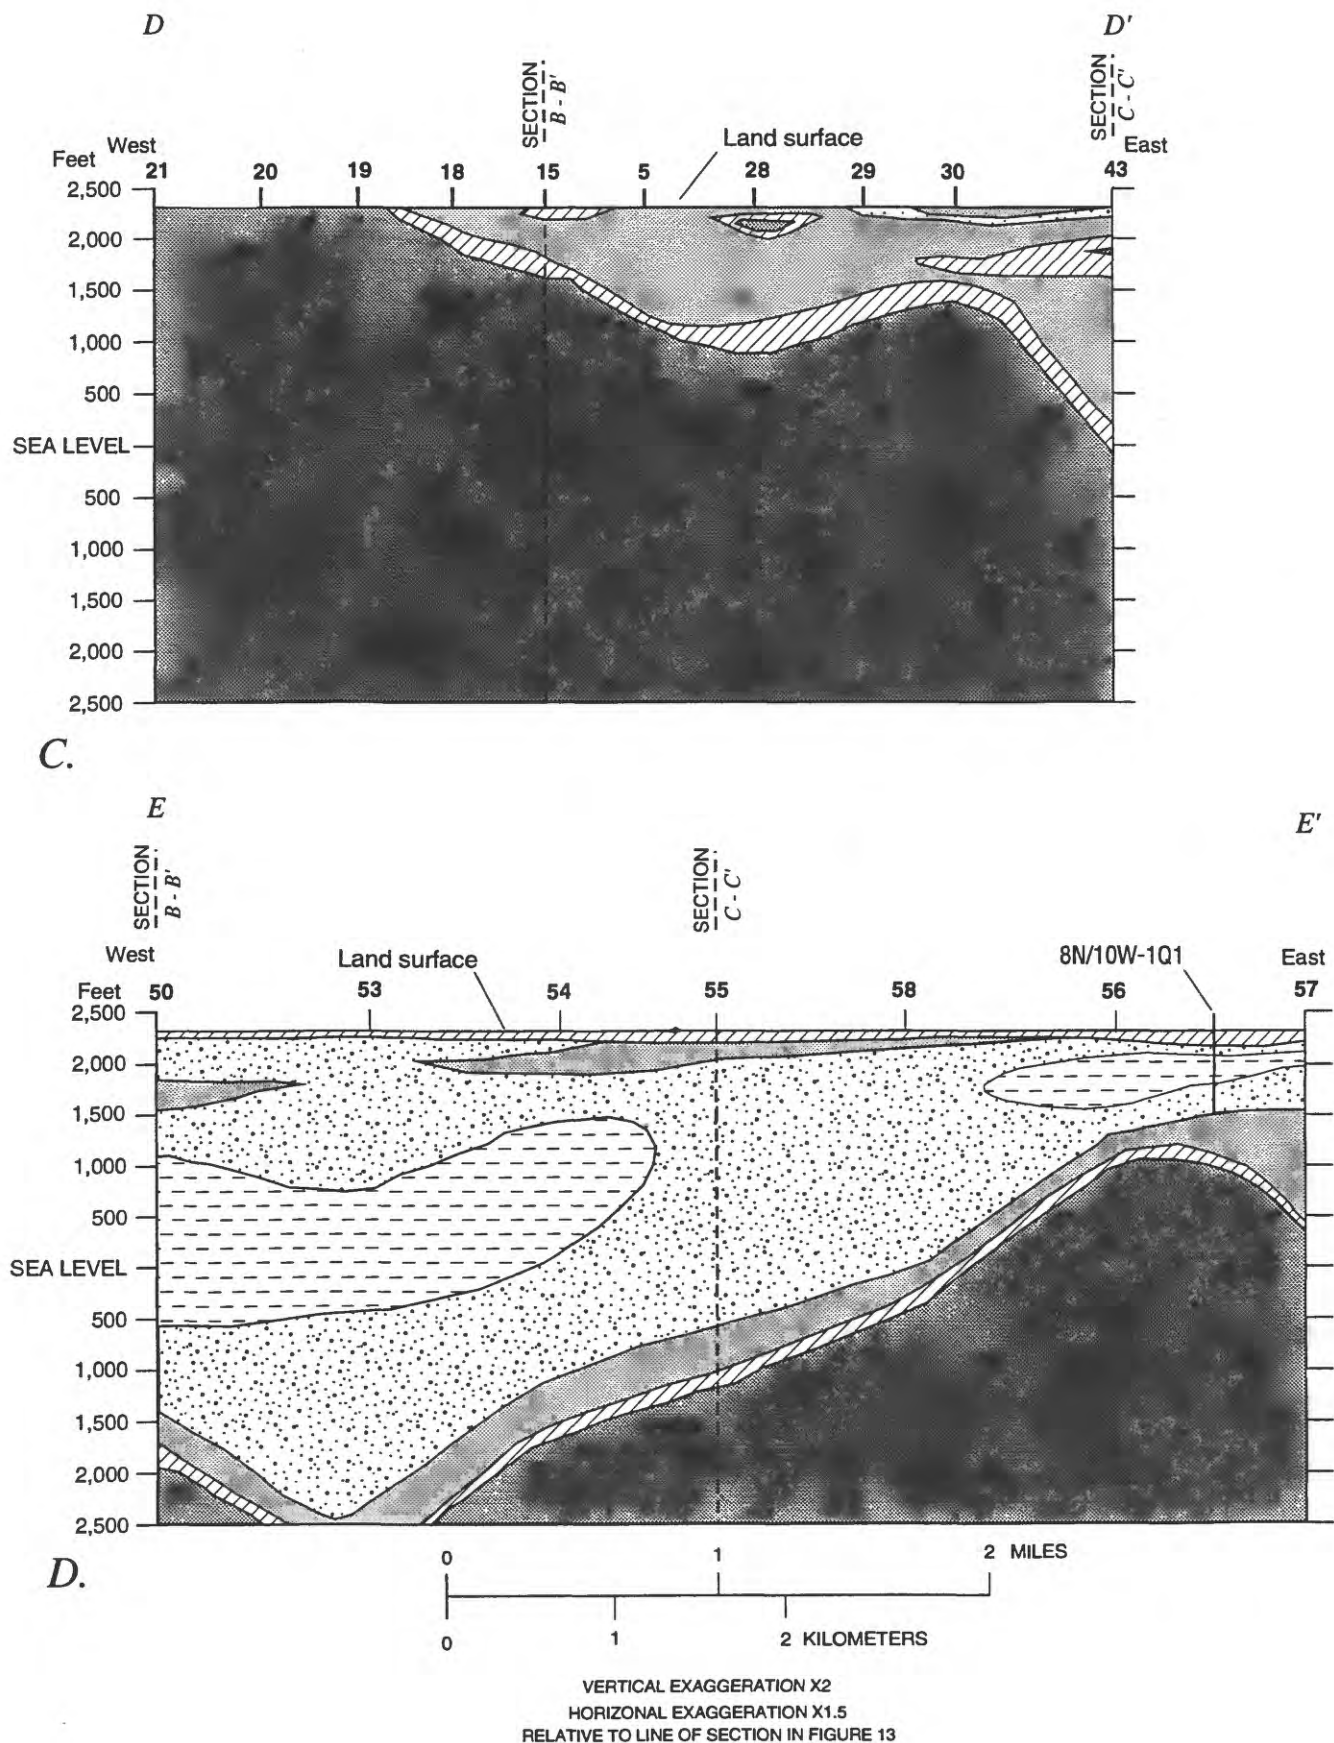 D D'
SECTION
B - B'
SECTION
C - C'
Land surface
Feet West East
21 20 19 18 15 5 28 29 30 43
2,500
2,000
1,500
1,000
500
SEA LEVEL
500
1,000
1,500
2,000
2,500
C.
E E'
SECTION
B - B'
SECTION
C - C'
West Land surface 8N/10W-1Q1 East
Feet 50 53 54 55 58 56 57
2,500
2,000
1,500
1,000
500
SEA LEVEL
500
1,000
1,500
2,000
2,500
D.
0 1 2 MILES
0 1 2 KILOMETERS
VERTICAL EXAGGERATION X2
HORIZONAL EXAGGERATION X1.5
RELATIVE TO LINE OF SECTION IN FIGURE 13